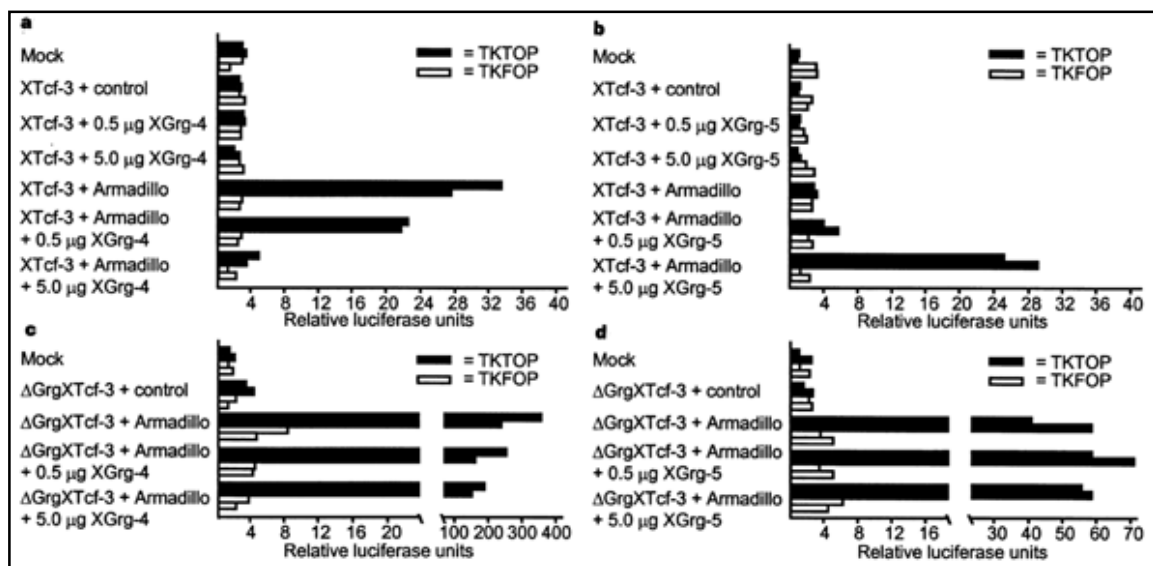 a
Mock
XTcf-3 + control
XTcf-3 + 0.5 μg XGrg-4
XTcf-3 + 5.0 μg XGrg-4
XTcf-3 + Armadillo
XTcf-3 + Armadillo
+ 0.5 μg XGrg-4
XTcf-3 + Armadillo
+ 5.0 μg XGrg-4
= TKTOP
= TKFOP
4 8 12 16 20 24 28 32 36 40
Relative luciferase units
b
Mock
XTcf-3 + control
XTcf-3 + 0.5 μg XGrg-5
XTcf-3 + 5.0 μg XGrg-5
XTcf-3 + Armadillo
XTcf-3 + Armadillo
+ 0.5 μg XGrg-5
XTcf-3 + Armadillo
+ 5.0 μg XGrg-5
= TKTOP
= TKFOP
4 8 12 16 20 24 28 32 36 40
Relative luciferase units
c
Mock
ΔGrgXTcf-3 + control
ΔGrgXTcf-3 + Armadillo
ΔGrgXTcf-3 + Armadillo
+ 0.5 μg XGrg-4
ΔGrgXTcf-3 + Armadillo
+ 5.0 μg XGrg-4
= TKTOP
= TKFOP
4 8 12 16 20 100 200 300 400
Relative luciferase units
d
Mock
ΔGrgXTcf-3 + control
ΔGrgXTcf-3 + Armadillo
ΔGrgXTcf-3 + Armadillo
+ 0.5 μg XGrg-5
ΔGrgXTcf-3 + Armadillo
+ 5.0 μg XGrg-5
= TKTOP
= TKFOP
4 8 12 16 30 40 50 60 70
Relative luciferase units